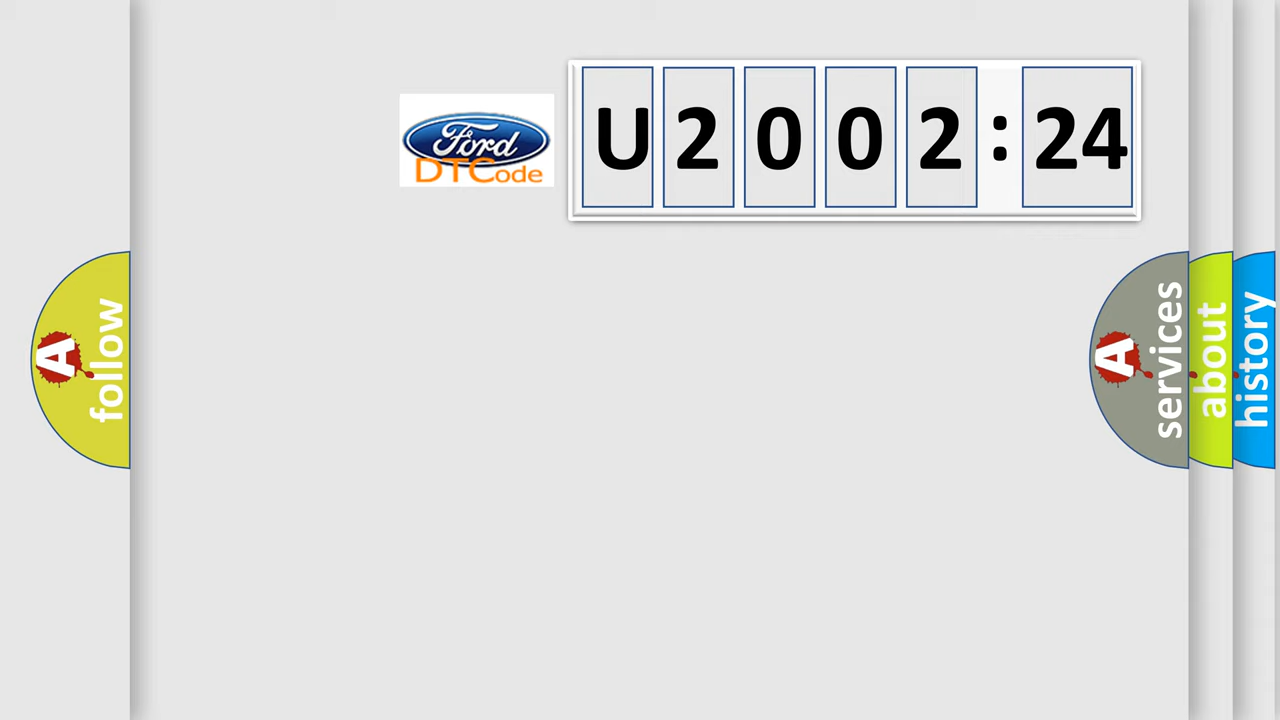 U2002:24
Ford
DTCode
A
follow
A
services
about
history